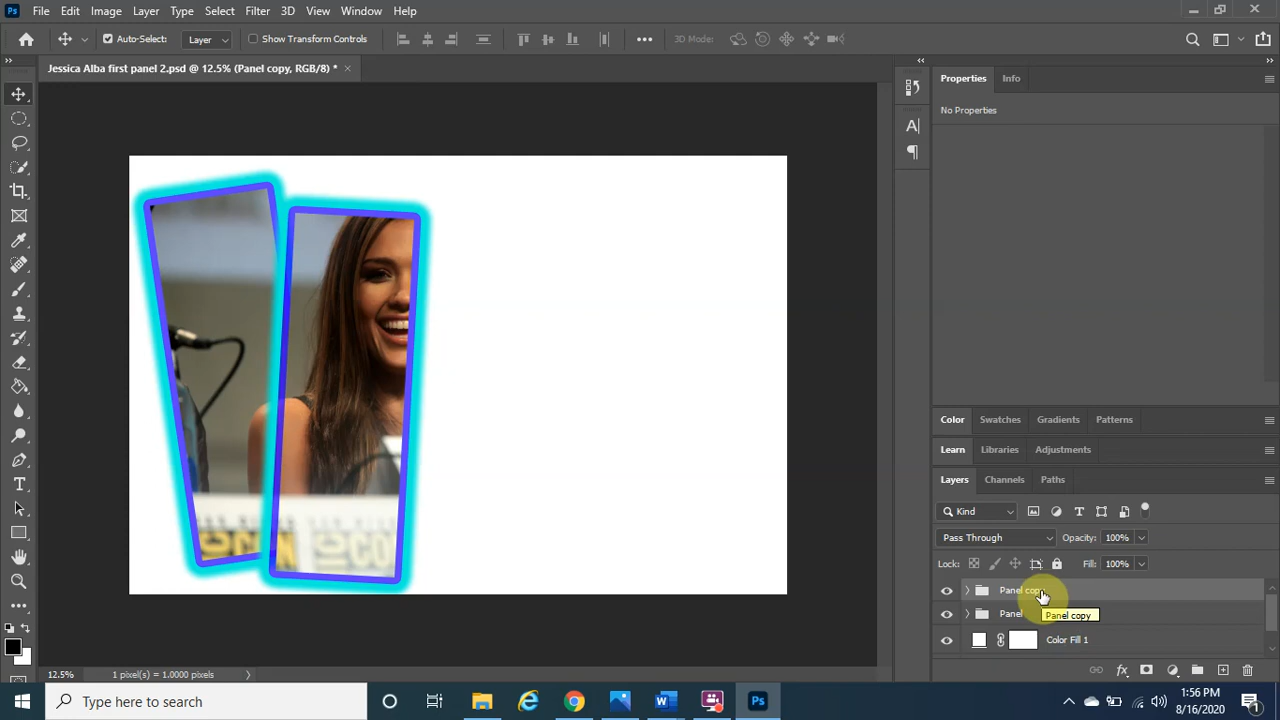 Ps File Edit Image Layer Type Select Filter 3D View Window Help
Auto-Select: Layer Show Transform Controls ••• 3D Mode:
Jessica Alba first panel 2.psd @ 12.5% (Panel copy, RGB/8) * ×
Properties Info
No Properties
Color Swatches Gradients Patterns
Learn Libraries Adjustments
Layers Channels Paths
Kind
Pass Through Opacity: 100%
Lock: Fill: 100%
Panel copy
Panel
Panel copy
Color Fill 1
12.5% 1 pixel(s) = 1.0000 pixels
Type here to search
1:56 PM
8/16/2020